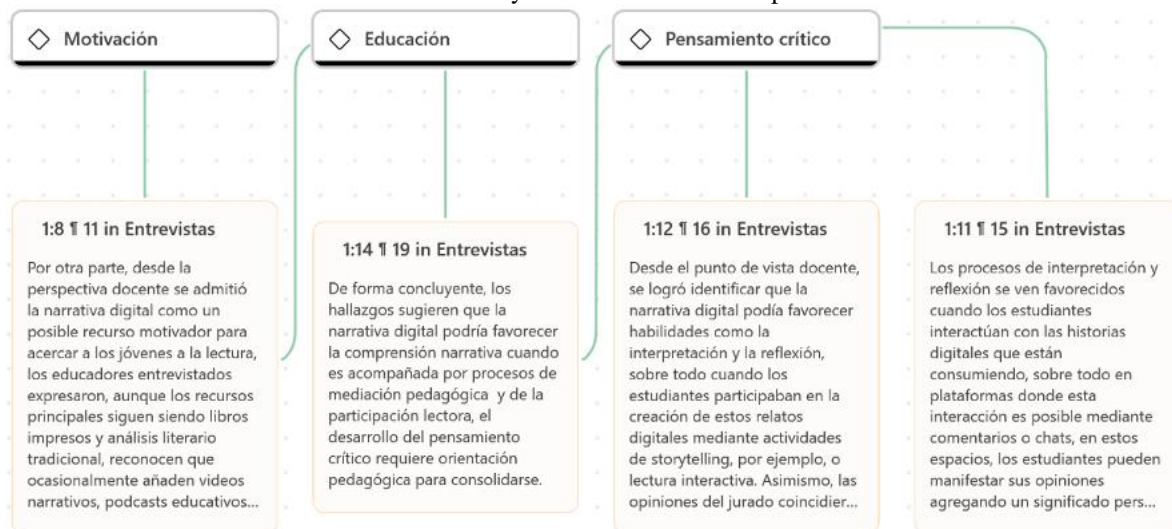 Motivación
Educación
Pensamiento crítico
1:8 ¶ 11 in Entrevistas
Por otra parte, desde la
perspectiva docente se admitió
la narrativa digital como un
posible recurso motivador para
acercar a los jóvenes a la lectura,
los educadores entrevistados
expresaron, aunque los recursos
principales siguen siendo libros
impresos y análisis literario
tradicional, reconocen que
ocasionalmente añaden videos
narrativos, podcasts educativos...
1:14 ¶ 19 in Entrevistas
De forma concluyente, los
hallazgos sugieren que la
narrativa digital podría favorecer
la comprensión narrativa cuando
es acompañada por procesos de
mediación pedagógica y de la
participación lectora, el
desarrollo del pensamiento
crítico requiere orientación
pedagógica para consolidarse.
1:12 ¶ 16 in Entrevistas
Desde el punto de vista docente,
se logró identificar que la
narrativa digital podía favorecer
habilidades como la
interpretación y la reflexión,
sobre todo cuando los
estudiantes participaban en la
creación de estos relatos
digitales mediante actividades
de storytelling, por ejemplo, o
lectura interactiva. Asimismo, las
opiniones del jurado coincidier...
1:11 ¶ 15 in Entrevistas
Los procesos de interpretación y
reflexión se ven favorecidos
cuando los estudiantes
interactúan con las historias
digitales que están
consumiendo, sobre todo en
plataformas donde esta
interacción es posible mediante
comentarios o chats, en estos
espacios, los estudiantes pueden
manifestar sus opiniones
agregando un significado pers...